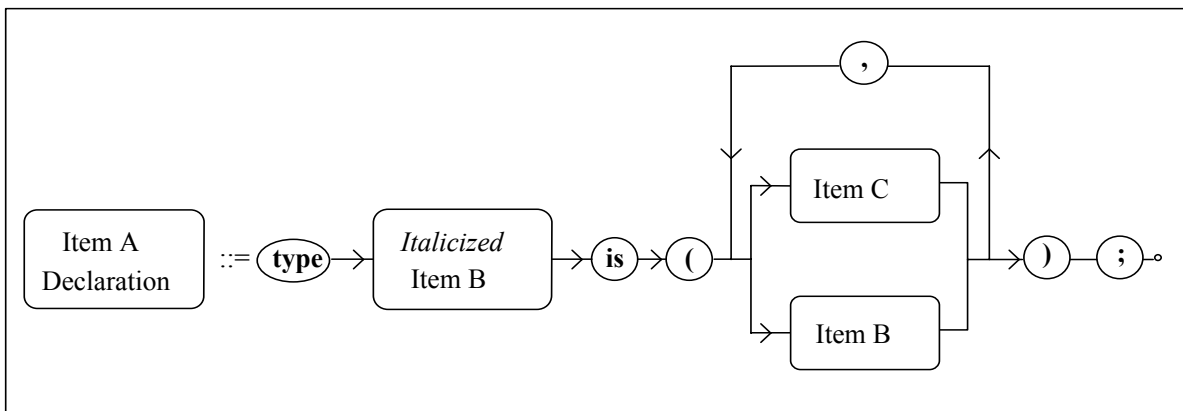 ,
Item C
Item A
Declaration
::=
type
Italicized
Item B
is
(
)
;
Item B